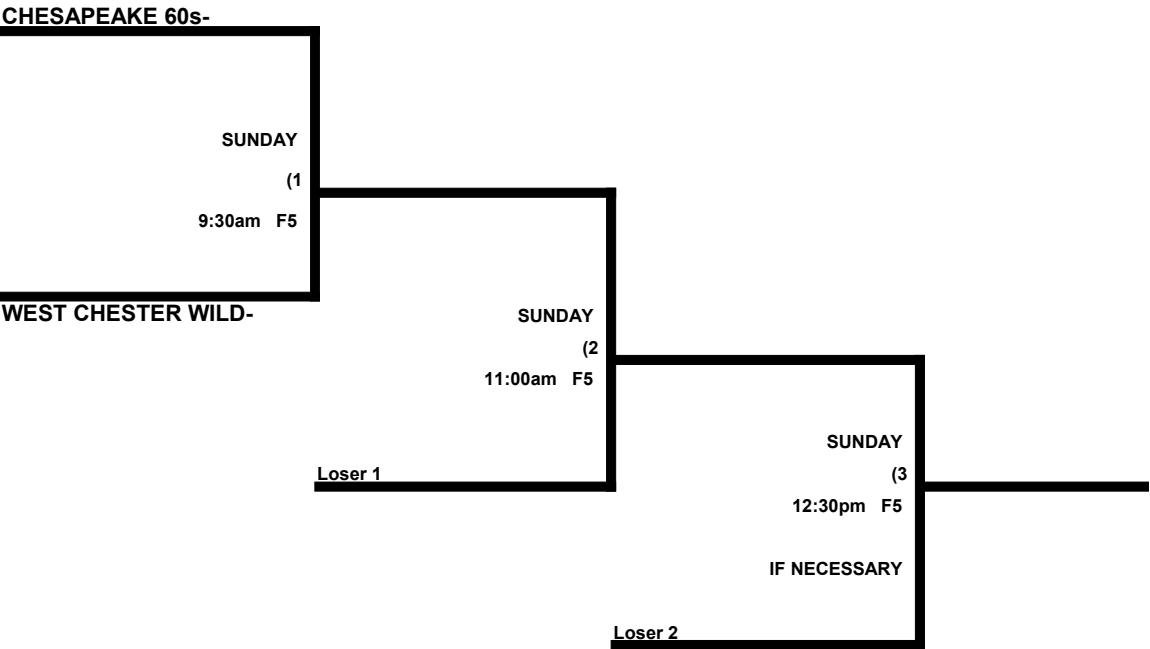 CHESAPEAKE 60s-
SUNDAY
(1
9:30am F5
WEST CHESTER WILD-
SUNDAY
(2
11:00am F5
Loser 1
SUNDAY
(3
12:30pm F5
IF NECESSARY
Loser 2